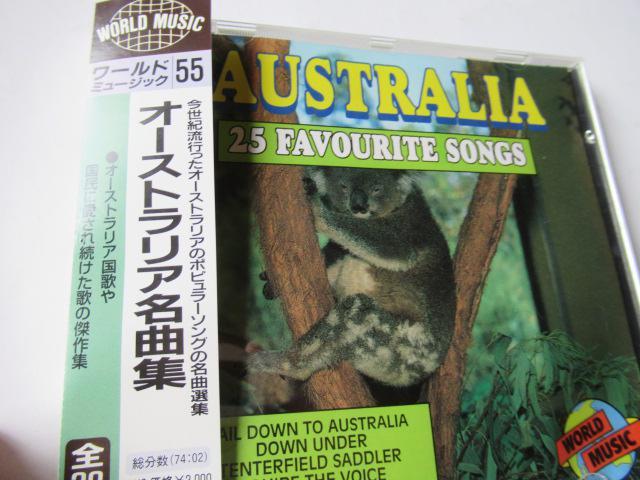 WORLD MUSIC
ワールド
ミュージック
55
今世紀流行ったオーストラリアのポピュラーソングの名曲選集
オーストラリア名曲集
●オーストラリア国歌や
国民に愛され続けた歌の傑作集
総分数(74:02)
AUSTRALIA
25 FAVOURITE SONGS
AIL DOWN TO AUSTRALIA
DOWN UNDER
TENTERFIELD SADDLER
THE VOICE
WORLD
MUSIC